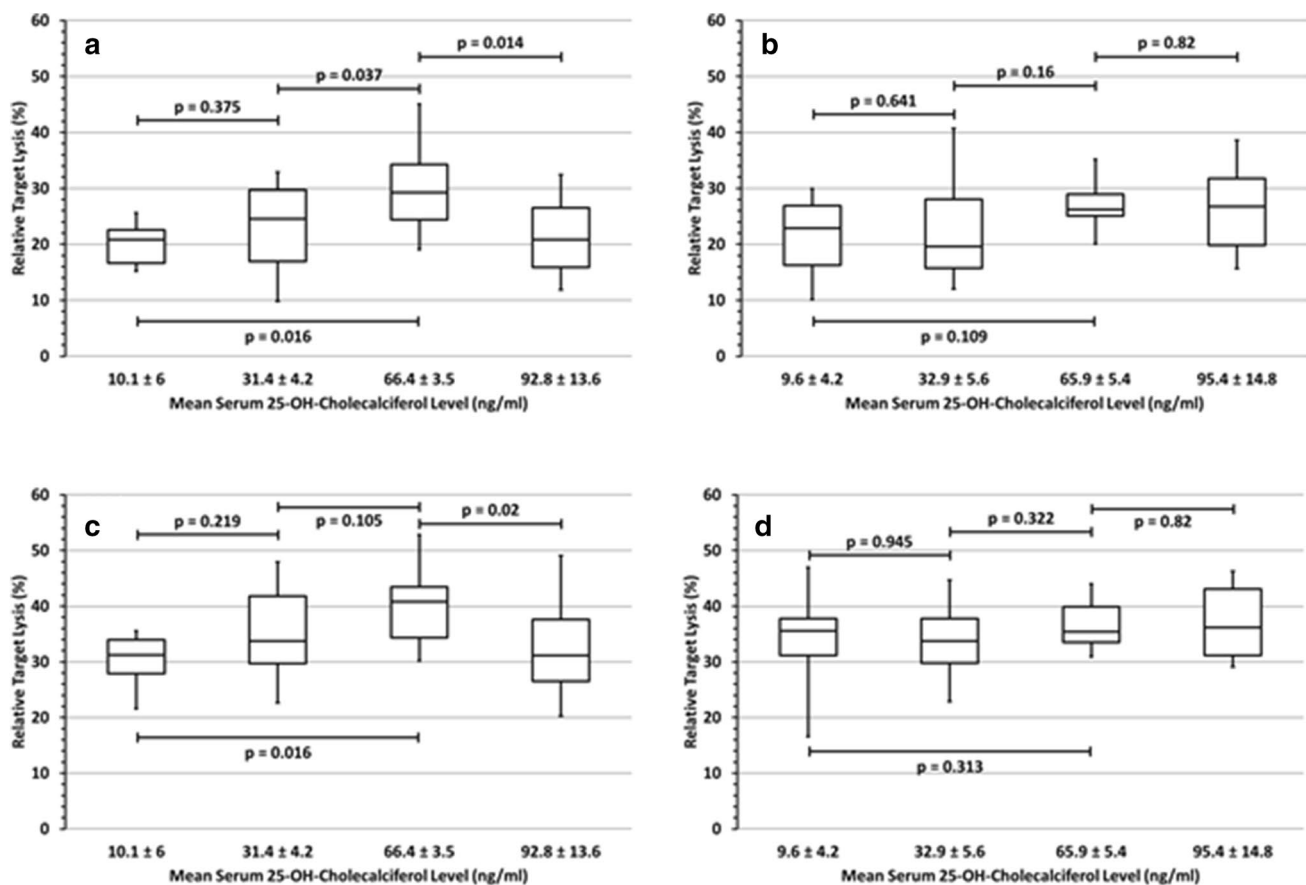 a
p = 0.014
p = 0.037
p = 0.375
p = 0.016
60
50
40
30
20
10
0
Relative Target Lysis (%)
10.1 ± 6 31.4 ± 4.2 66.4 ± 3.5 92.8 ± 13.6
Mean Serum 25-OH-Cholecalciferol Level (ng/ml)
b
p = 0.82
p = 0.16
p = 0.641
p = 0.109
60
50
40
30
20
10
0
Relative Target Lysis (%)
9.6 ± 4.2 32.9 ± 5.6 65.9 ± 5.4 95.4 ± 14.8
Mean Serum 25-OH-Cholecalciferol Level (ng/ml)
c
p = 0.219
p = 0.105
p = 0.02
p = 0.016
60
50
40
30
20
10
0
Relative Target Lysis (%)
10.1 ± 6 31.4 ± 4.2 66.4 ± 3.5 92.8 ± 13.6
Mean Serum 25-OH-Cholecalciferol Level (ng/ml)
d
p = 0.322
p = 0.82
p = 0.945
p = 0.313
60
50
40
30
20
10
0
Relative Target Lysis (%)
9.6 ± 4.2 32.9 ± 5.6 65.9 ± 5.4 95.4 ± 14.8
Mean Serum 25-OH-Cholecalciferol Level (ng/ml)